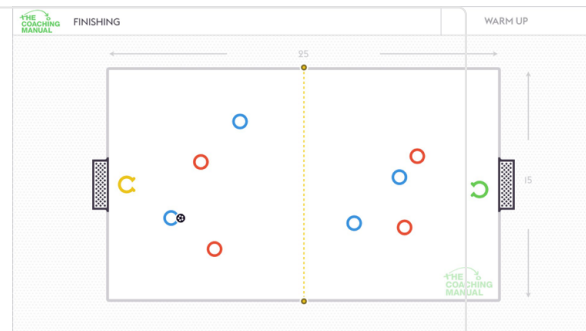 THE
COACHING
MANUAL
FINISHING
WARM UP
25
15
THE
COACHING
MANUAL